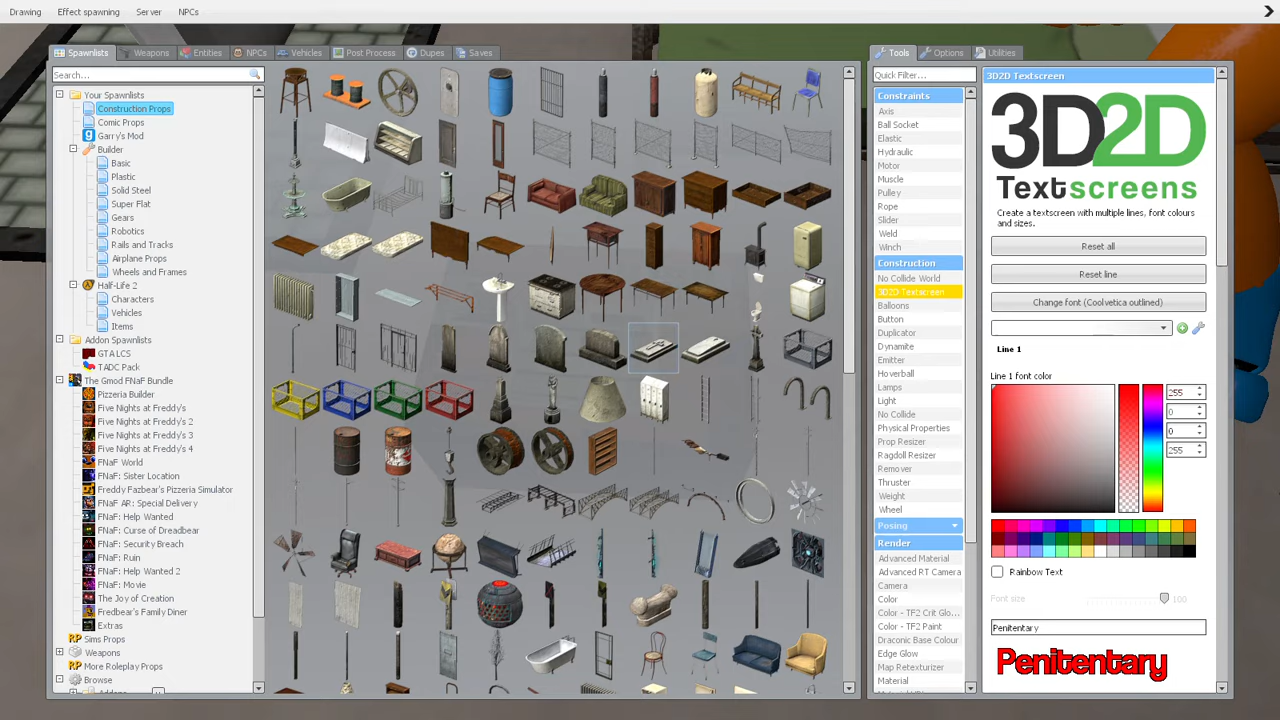 Drawing Effect spawning Server NPCs
Spawnlists Weapons Entities NPCs Vehicles Post Process Dupes Saves
Search...
Your Spawnlists
Construction Props
Comic Props
Garry's Mod
Builder
Basic
Plastic
Solid Steel
Super Flat
Gears
Robotics
Rails and Tracks
Airplane Props
Wheels and Frames
Half-Life 2
Characters
Vehicles
Items
Addon Spawnlists
GTA LCS
TADC Pack
The Gmod FNaF Bundle
Pizzeria Builder
Five Nights at Freddy's
Five Nights at Freddy's 2
Five Nights at Freddy's 3
Five Nights at Freddy's 4
FNaF World
FNaF: Sister Location
Freddy Fazbear's Pizzeria Simulator
FNaF AR: Special Delivery
FNaF: Help Wanted
FNaF: Curse of Dreadbear
FNaF: Security Breach
FNaF: Ruin
FNaF: Help Wanted 2
FNaF: Movie
The Joy of Creation
Fredbear's Family Diner
Extras
RP Sims Props
Weapons
RP More Roleplay Props
Browse
Addons
Tools Options Utilities
Quick Filter...
Constraints
Axis
Ball Socket
Elastic
Hydraulic
Motor
Muscle
Pulley
Rope
Slider
Weld
Winch
Construction
No Collide World
3D2D Textscreen
Balloons
Button
Duplicator
Dynamite
Emitter
Hoverball
Lamps
Light
No Collide
Physical Properties
Prop Resizer
Ragdoll Resizer
Remover
Thruster
Weight
Wheel
Posing
Render
Advanced Material
Advanced RT Camera
Camera
Color
Color - TF2 Crit Glo...
Color - TF2 Paint
Draconic Base Colour
Edge Glow
Map Retexturizer
Material
3D2D Textscreen
3D2D
Textscreens
Create a textscreen with multiple lines, font colours
and sizes.
Reset all
Reset line
Change font (Coolvetica outlined)
Line 1
Line 1 font color
255
0
0
255
Rainbow Text
Font size 100
Penitentary
Penitentary